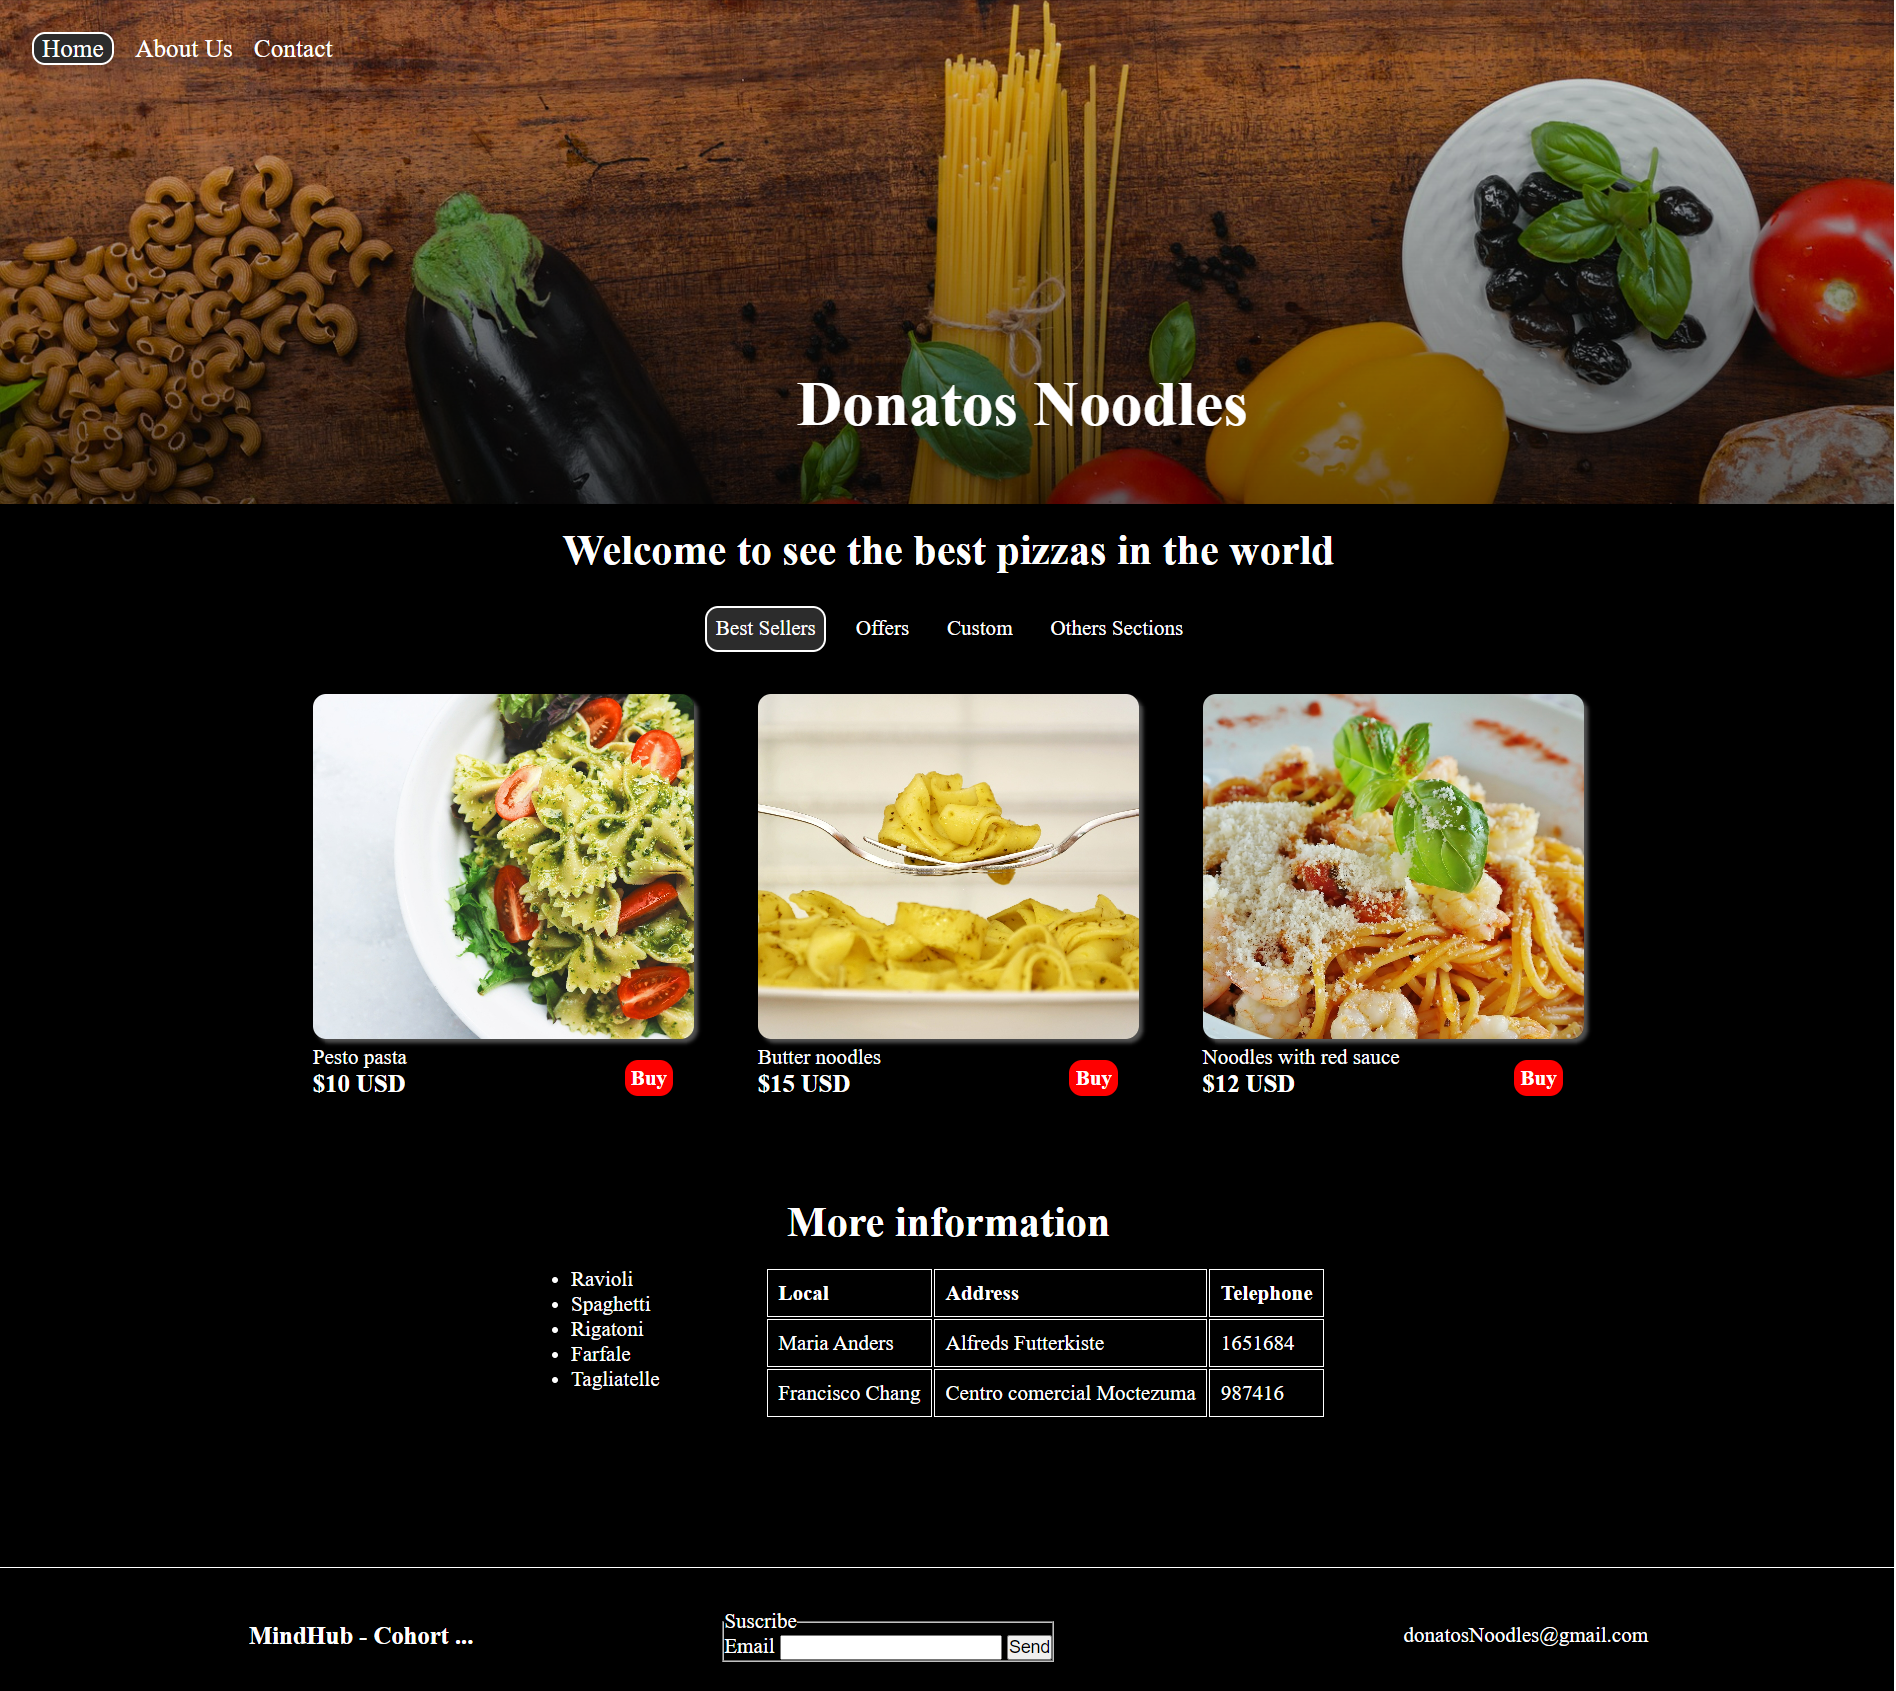 Home About Us Contact
Donatos Noodles
Welcome to see the best pizzas in the world
Best Sellers Offers Custom Others Sections
Pesto pasta
$10 USD
Buy
Butter noodles
$15 USD
Buy
Noodles with red sauce
$12 USD
Buy
More information
Ravioli
Spaghetti
Rigatoni
Farfale
Tagliatelle
Local Address Telephone
Maria Anders Alfreds Futterkiste 1651684
Francisco Chang Centro comercial Moctezuma 987416
MindHub - Cohort ...
Suscribe
Email Send
donatosNoodles@gmail.com